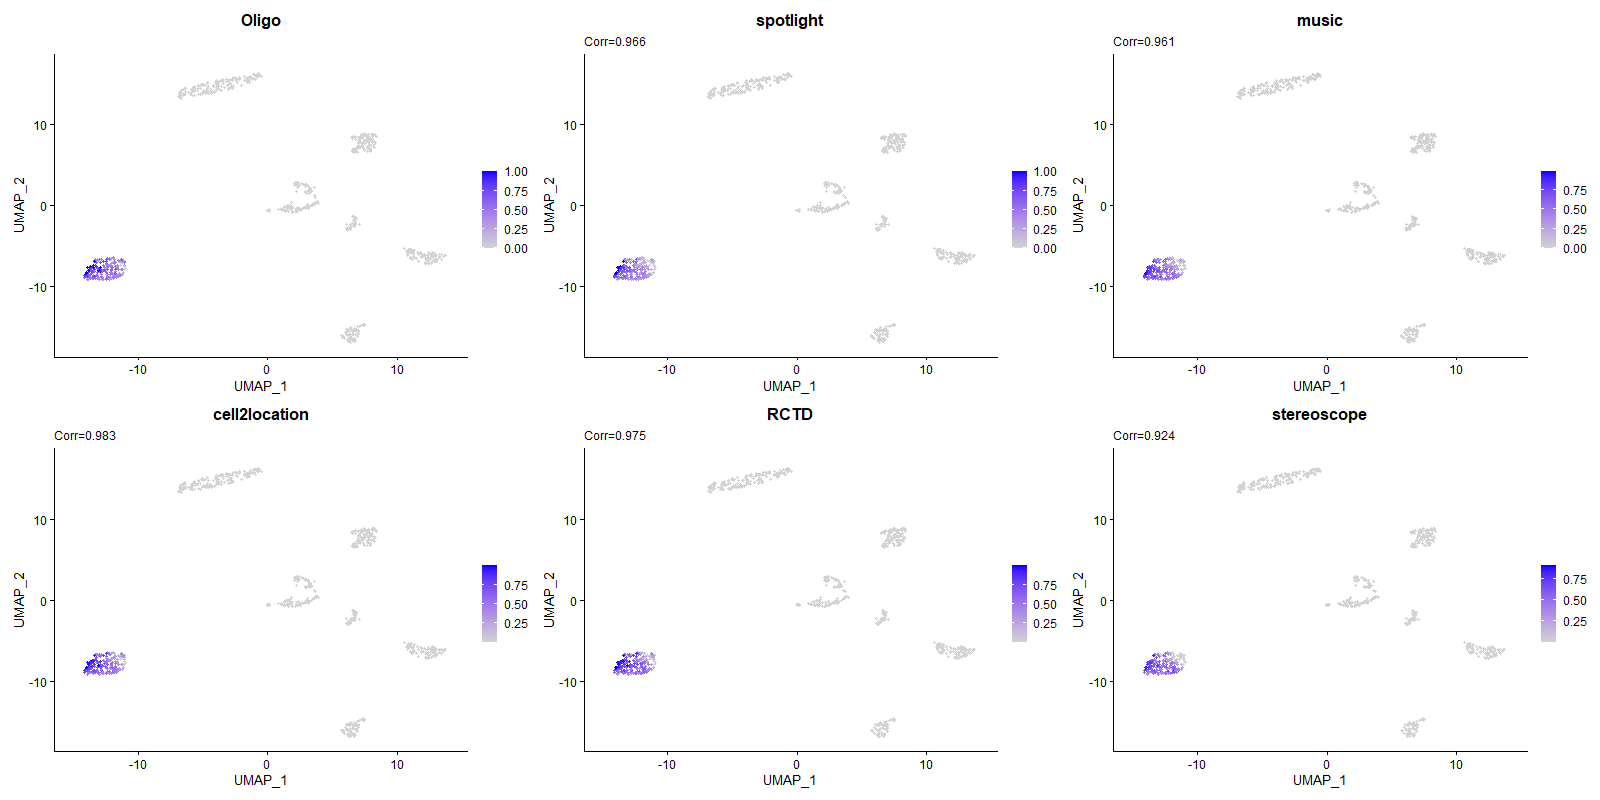 Oligo
10
0
-10
UMAP_2
-10
0
10
UMAP_1
1.00
0.75
0.50
0.25
0.00
spotlight
Corr=0.966
10
0
-10
UMAP_2
-10
0
10
UMAP_1
1.00
0.75
0.50
0.25
0.00
music
Corr=0.961
10
0
-10
UMAP_2
-10
0
10
UMAP_1
0.75
0.50
0.25
0.00
cell2location
Corr=0.983
10
0
-10
UMAP_2
-10
0
10
UMAP_1
0.75
0.50
0.25
RCTD
Corr=0.975
10
0
-10
UMAP_2
-10
0
10
UMAP_1
0.75
0.50
0.25
stereoscope
Corr=0.924
10
0
-10
UMAP_2
-10
0
10
UMAP_1
0.75
0.50
0.25